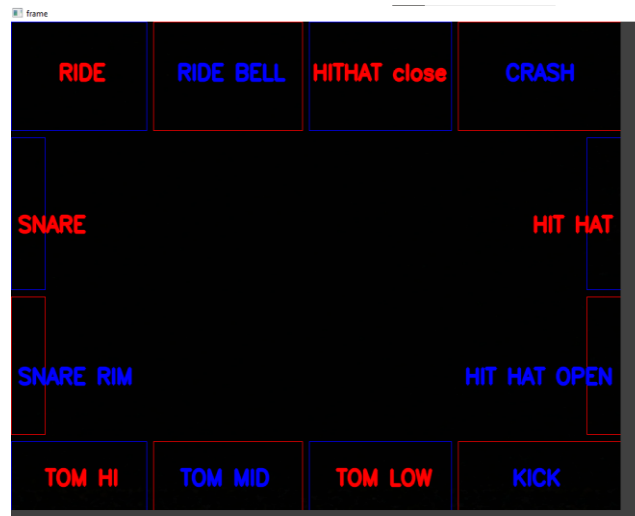 frame
RIDE RIDE BELL HITHAT close CRASH
SNARE HIT HAT
SNARE RIM HIT HAT OPEN
TOM HI TOM MID TOM LOW KICK